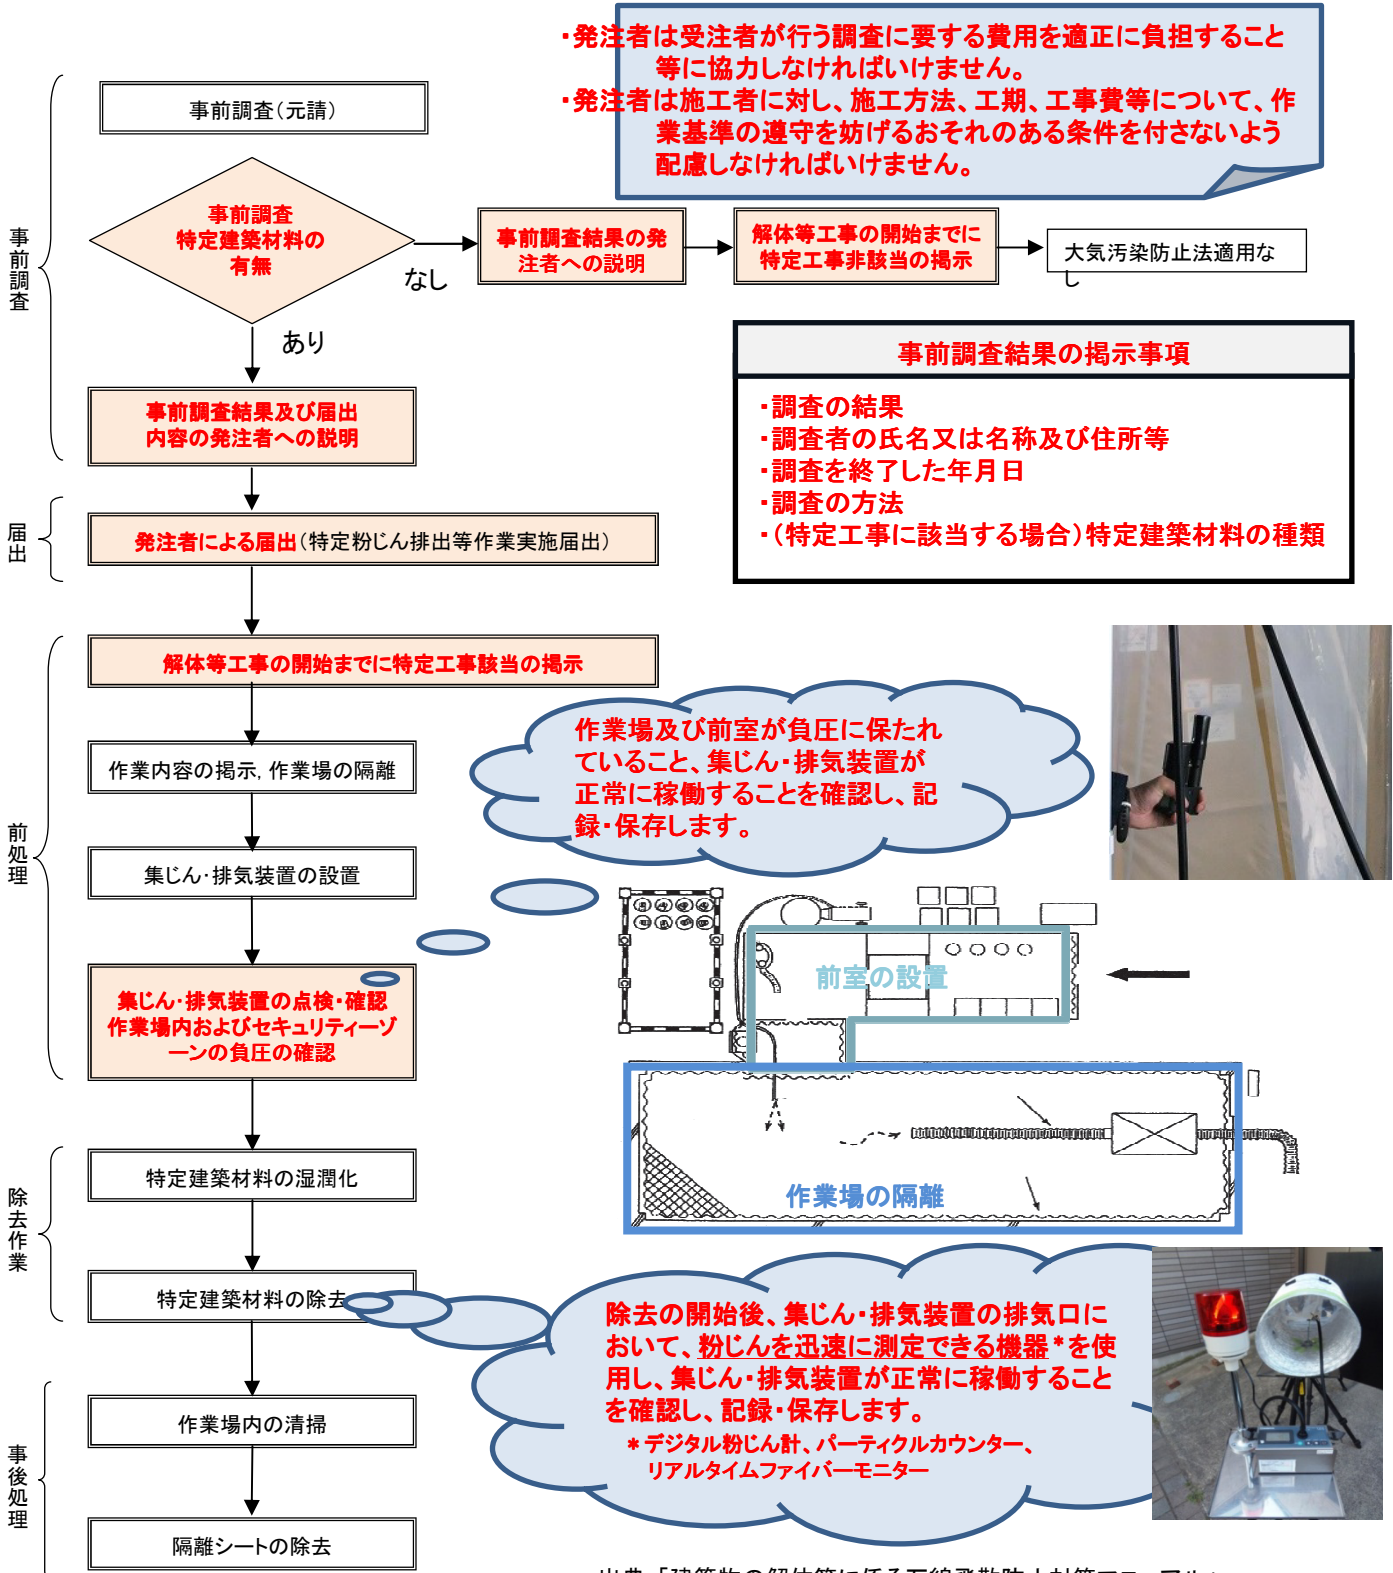 ・発注者は受注者が行う調査に要する費用を適正に負担すること
等に協力しなければいけません。
・発注者は施工者に対し、施工方法、工期、工事費等について、作
業基準の遵守を妨げるおそれのある条件を付さないよう
配慮しなければいけません。
事前調査
事前調査（元請）
事前調査
特定建築材料の
有無
なし
事前調査結果の発
注者への説明
解体等工事の開始までに
特定工事非該当の掲示
大気汚染防止法適用な
し
あり
事前調査結果及び届出
内容の発注者への説明
事前調査結果の掲示事項
・調査の結果
・調査者の氏名又は名称及び住所等
・調査を終了した年月日
・調査の方法
・（特定工事に該当する場合）特定建築材料の種類
届出
発注者による届出（特定粉じん排出等作業実施届出）
前処理
解体等工事の開始までに特定工事該当の掲示
作業内容の掲示，作業場の隔離
集じん・排気装置の設置
集じん・排気装置の点検・確認
作業場内およびセキュリティーゾ
ーンの負圧の確認
作業場及び前室が負圧に保たれ
ていること、集じん・排気装置が
正常に稼働することを確認し、記
録・保存します。
前室の設置
作業場の隔離
除去作業
特定建築材料の湿潤化
特定建築材料の除去
除去の開始後、集じん・排気装置の排気口に
おいて、粉じんを迅速に測定できる機器*を使
用し、集じん・排気装置が正常に稼働すること
を確認し、記録・保存します。
*デジタル粉じん計、パーティクルカウンター、
リアルタイムファイバーモニター
事後処理
作業場内の清掃
隔離シートの除去